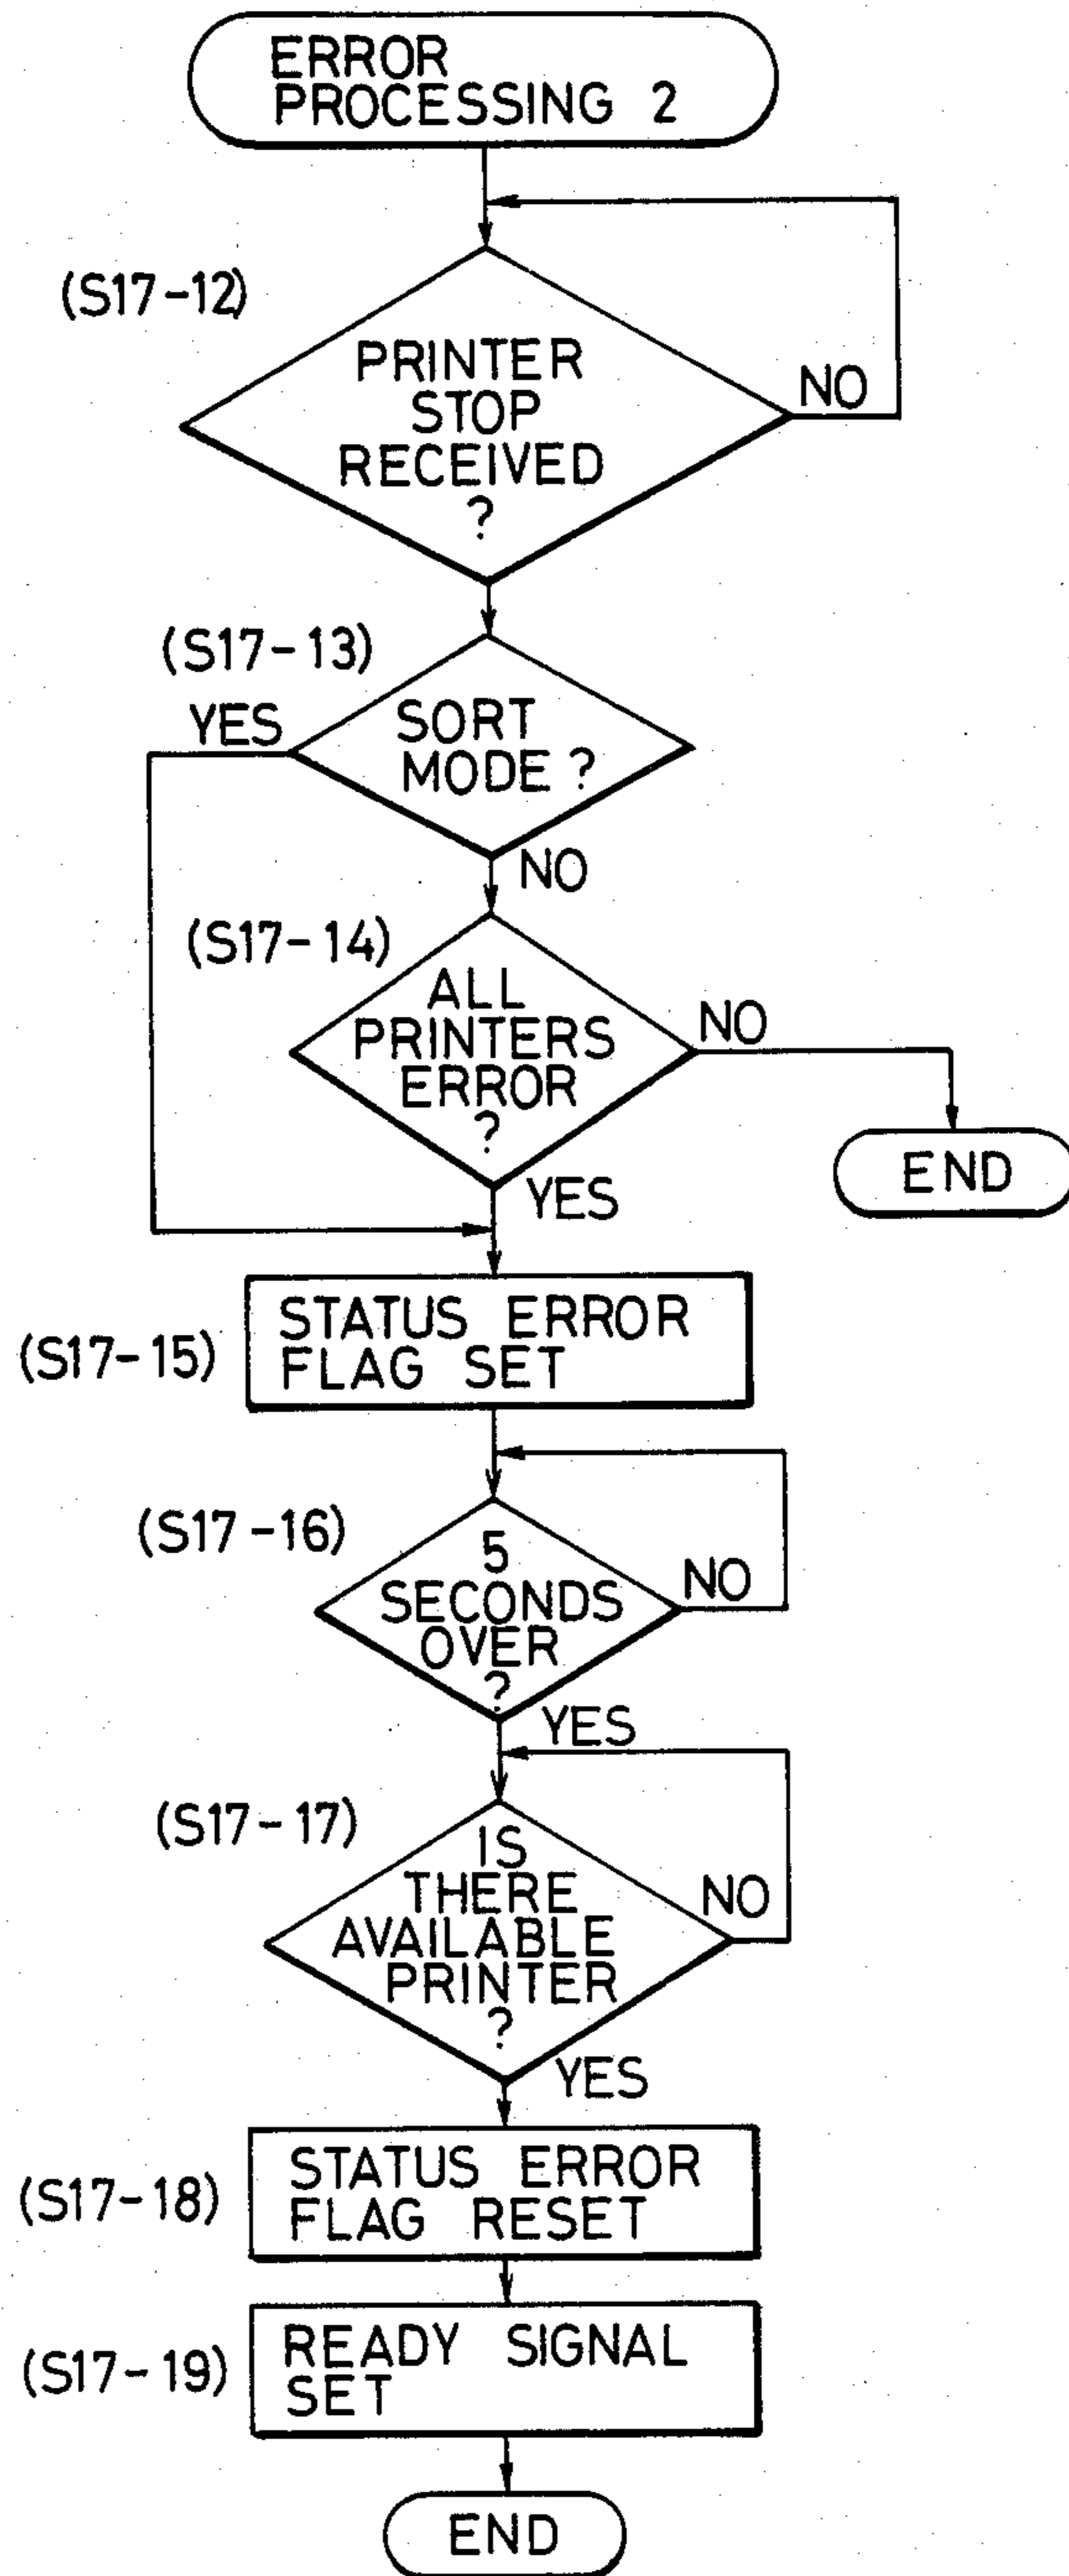 ERROR
PROCESSING 2
(S17-12)
PRINTER
STOP
RECEIVED
?
NO
(S17-13)
YES
SORT
MODE ?
NO
(S17-14)
ALL
PRINTERS
ERROR
?
NO
END
YES
STATUS ERROR
FLAG SET
(S17-15)
(S17-16)
5
SECONDS
OVER
?
NO
YES
(S17-17)
IS
THERE
AVAILABLE
PRINTER
?
NO
YES
STATUS ERROR
FLAG RESET
(S17-18)
READY SIGNAL
SET
(S17-19)
END